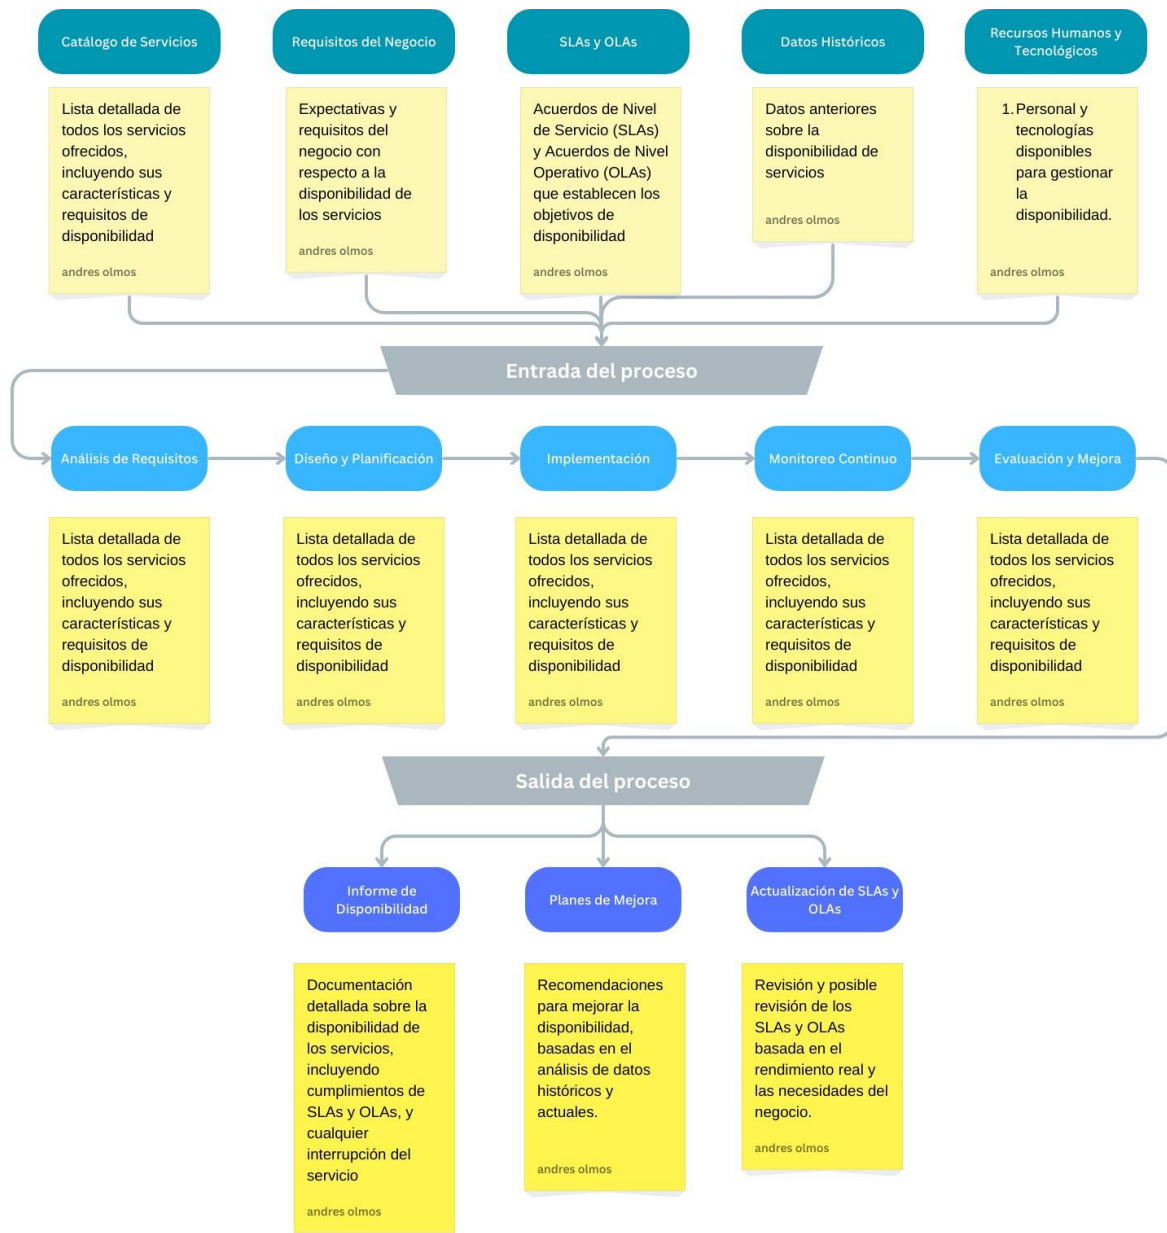 Catálogo de Servicios
Requisitos del Negocio
SLAs y OLAs
Datos Históricos
Recursos Humanos y
Tecnológicos
Lista detallada de
todos los servicios
ofrecidos,
incluyendo sus
características y
requisitos de
disponibilidad
andres olmos
Expectativas y
requisitos del
negocio con
respecto a la
disponibilidad de
los servicios
andres olmos
Acuerdos de Nivel
de Servicio (SLAs)
y Acuerdos de Nivel
Operativo (OLAs)
que establecen los
objetivos de
disponibilidad
andres olmos
Datos anteriores
sobre la
disponibilidad de
servicios
andres olmos
1. Personal y
tecnologías
disponibles
para gestionar
la
disponibilidad.
andres olmos
Entrada del proceso
Análisis de Requisitos
Diseño y Planificación
Implementación
Monitoreo Continuo
Evaluación y Mejora
Lista detallada de
todos los servicios
ofrecidos,
incluyendo sus
características y
requisitos de
disponibilidad
andres olmos
Lista detallada de
todos los servicios
ofrecidos,
incluyendo sus
características y
requisitos de
disponibilidad
andres olmos
Lista detallada de
todos los servicios
ofrecidos,
incluyendo sus
características y
requisitos de
disponibilidad
andres olmos
Lista detallada de
todos los servicios
ofrecidos,
incluyendo sus
características y
requisitos de
disponibilidad
andres olmos
Lista detallada de
todos los servicios
ofrecidos,
incluyendo sus
características y
requisitos de
disponibilidad
andres olmos
Salida del proceso
Informe de
Disponibilidad
Planes de Mejora
Actualización de SLAs y
OLAs
Documentación
detallada sobre la
disponibilidad de
los servicios,
incluyendo
cumplimientos de
SLAs y OLAs, y
cualquier
interrupción del
servicio
andres olmos
Recomendaciones
para mejorar la
disponibilidad,
basadas en el
análisis de datos
históricos y
actuales.
andres olmos
Revisión y posible
revisión de los
SLAs y OLAs
basada en el
rendimiento real y
las necesidades del
negocio.
andres olmos